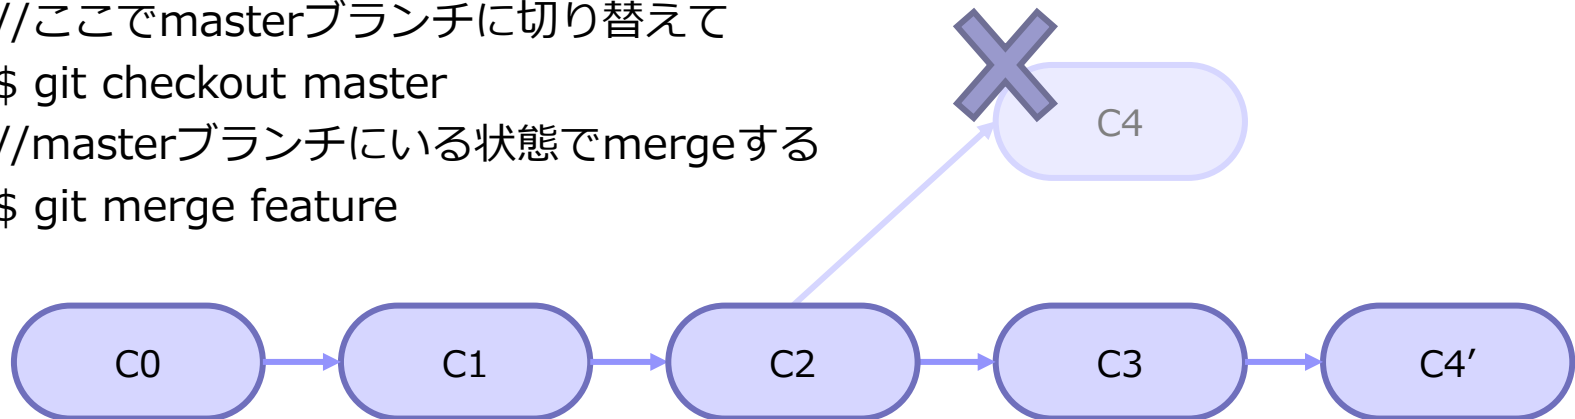 //ここでmasterブランチに切り替えて
$ git checkout master
//masterブランチにいる状態でmergeする
$ git merge feature
C4
C0
C1
C2
C3
C4′